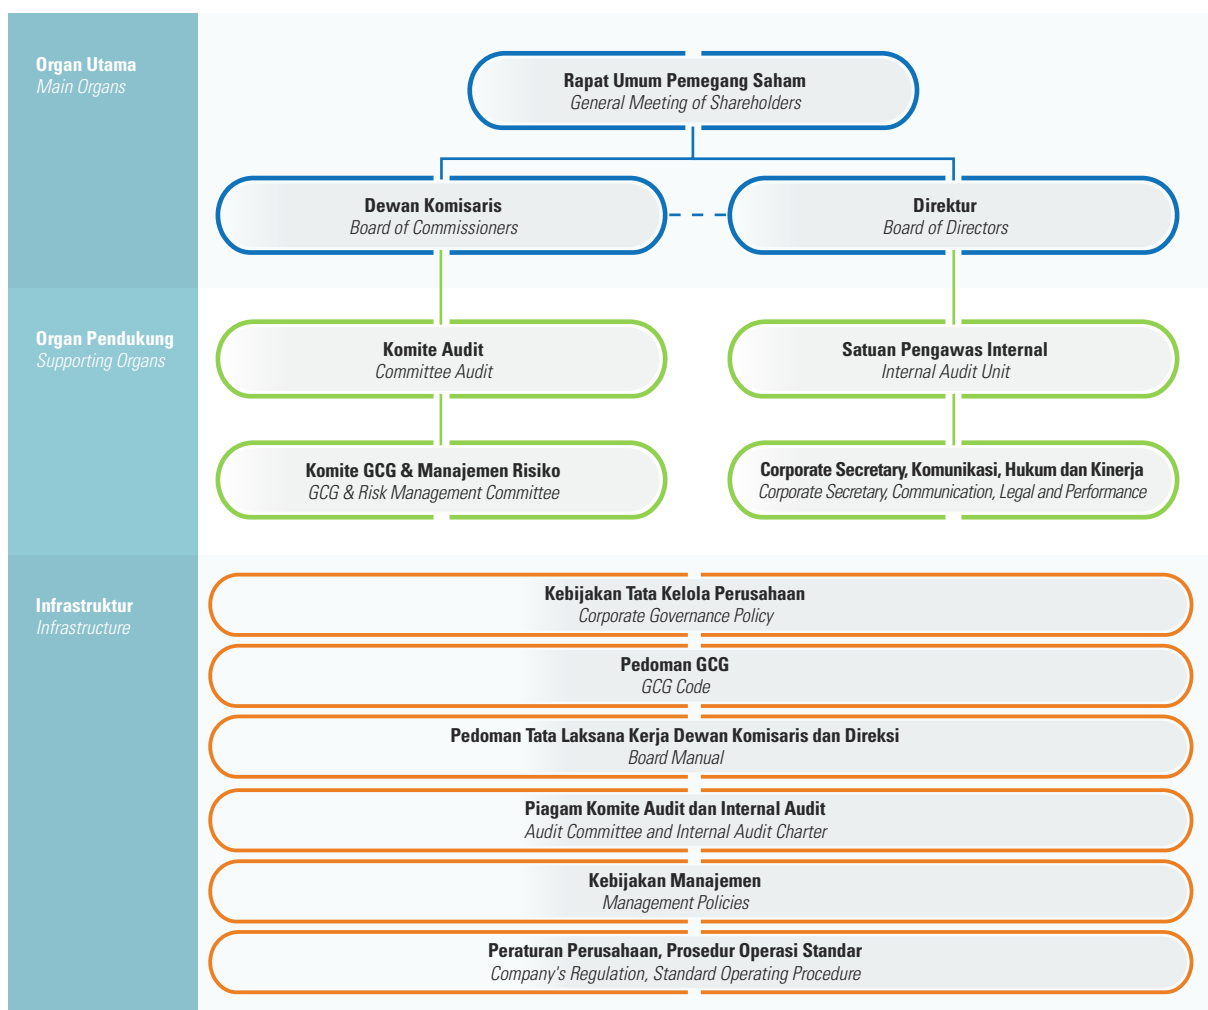 Organ Utama
Main Organs
Rapat Umum Pemegang Saham
General Meeting of Shareholders
Dewan Komisaris
Board of Commissioners
Direktur
Board of Directors
Organ Pendukung
Supporting Organs
Komite Audit
Committee Audit
Satuan Pengawas Internal
Internal Audit Unit
Komite GCG & Manajemen Risiko
GCG & Risk Management Committee
Corporate Secretary, Komunikasi, Hukum dan Kinerja
Corporate Secretary, Communication, Legal and Performance
Infrastruktur
Infrastructure
Kebijakan Tata Kelola Perusahaan
Corporate Governance Policy
Pedoman GCG
GCG Code
Pedoman Tata Laksana Kerja Dewan Komisaris dan Direksi
Board Manual
Piagam Komite Audit dan Internal Audit
Audit Committee and Internal Audit Charter
Kebijakan Manajemen
Management Policies
Peraturan Perusahaan, Prosedur Operasi Standar
Company's Regulation, Standard Operating Procedure